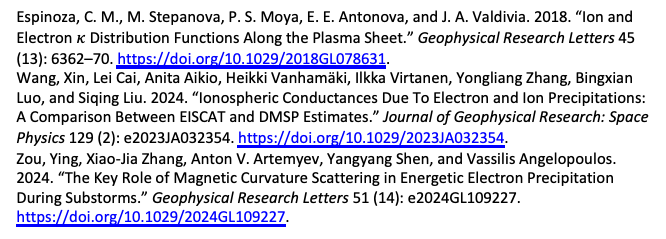 Espinoza, C. M., M. Stepanova, P. S. Moya, E. E. Antonova, and J. A. Valdivia. 2018. “Ion and
Electron κ Distribution Functions Along the Plasma Sheet.” Geophysical Research Letters 45
(13): 6362–70. https://doi.org/10.1029/2018GL078631.
Wang, Xin, Lei Cai, Anita Aikio, Heikki Vanhamäki, Ilkka Virtanen, Yongliang Zhang, Bingxian
Luo, and Siqing Liu. 2024. “Ionospheric Conductances Due To Electron and Ion Precipitations:
A Comparison Between EISCAT and DMSP Estimates.” Journal of Geophysical Research: Space
Physics 129 (2): e2023JA032354. https://doi.org/10.1029/2023JA032354.
Zou, Ying, Xiao-Jia Zhang, Anton V. Artemyev, Yangyang Shen, and Vassilis Angelopoulos.
2024. “The Key Role of Magnetic Curvature Scattering in Energetic Electron Precipitation
During Substorms.” Geophysical Research Letters 51 (14): e2024GL109227.
https://doi.org/10.1029/2024GL109227.